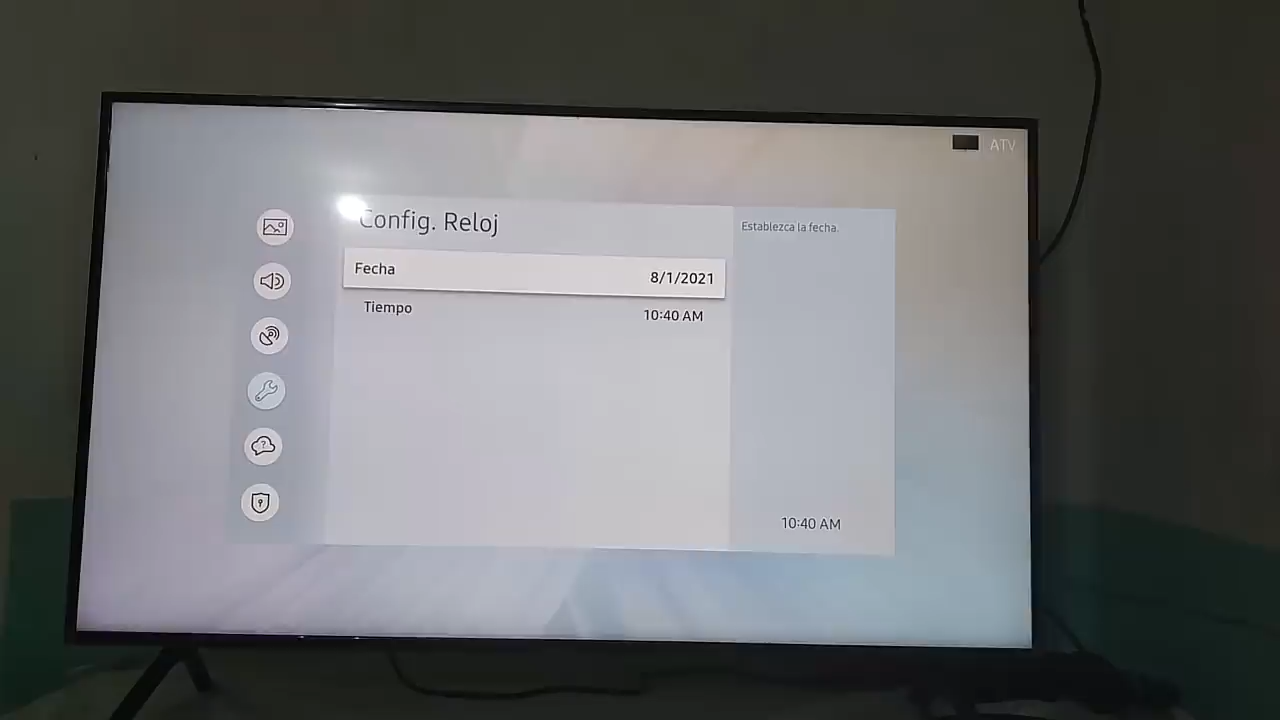 ATV
Config. Reloj
Establezca la fecha.
Fecha 8/1/2021
Tiempo 10:40 AM
10:40 AM